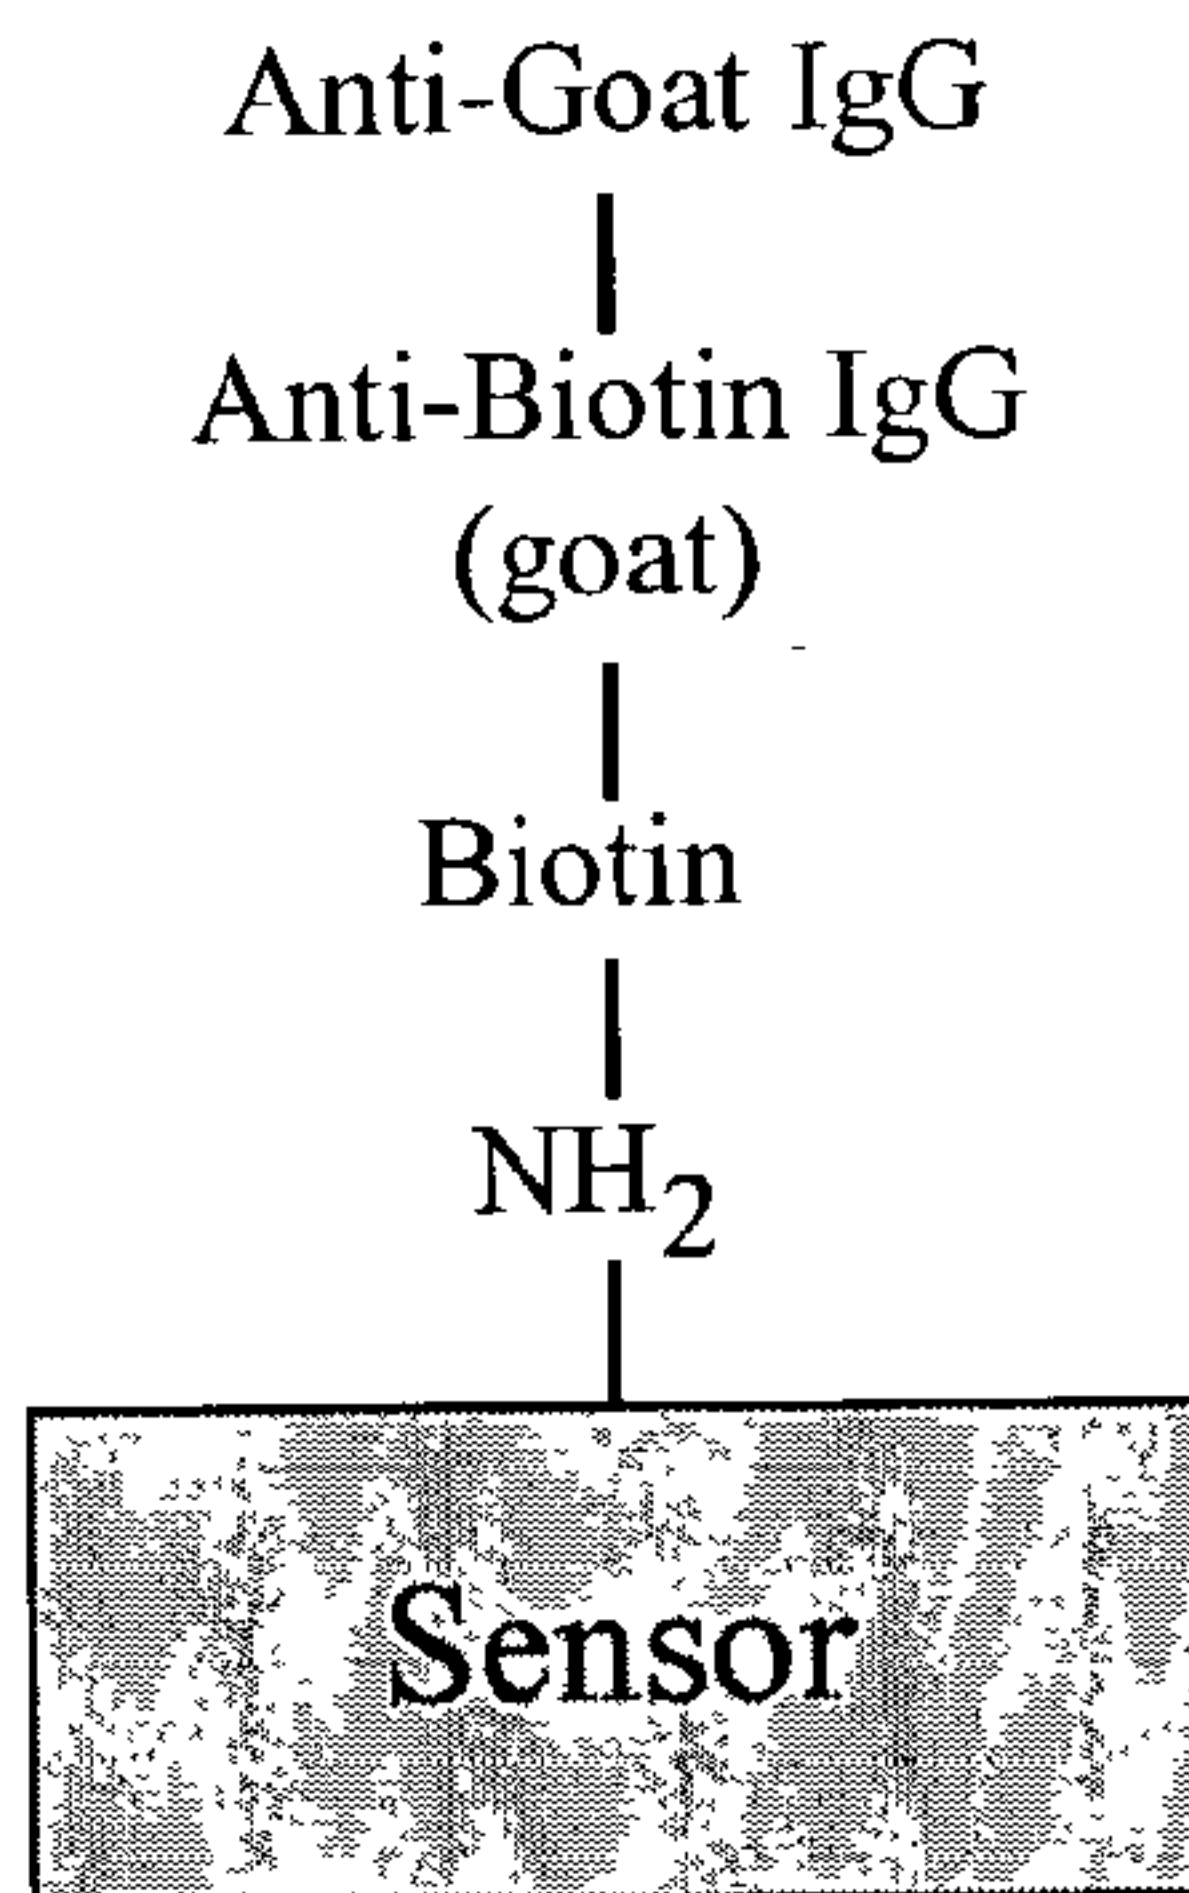 Anti-Goat IgG
Anti-Biotin IgG
(goat)
Biotin
NH2
Sensor